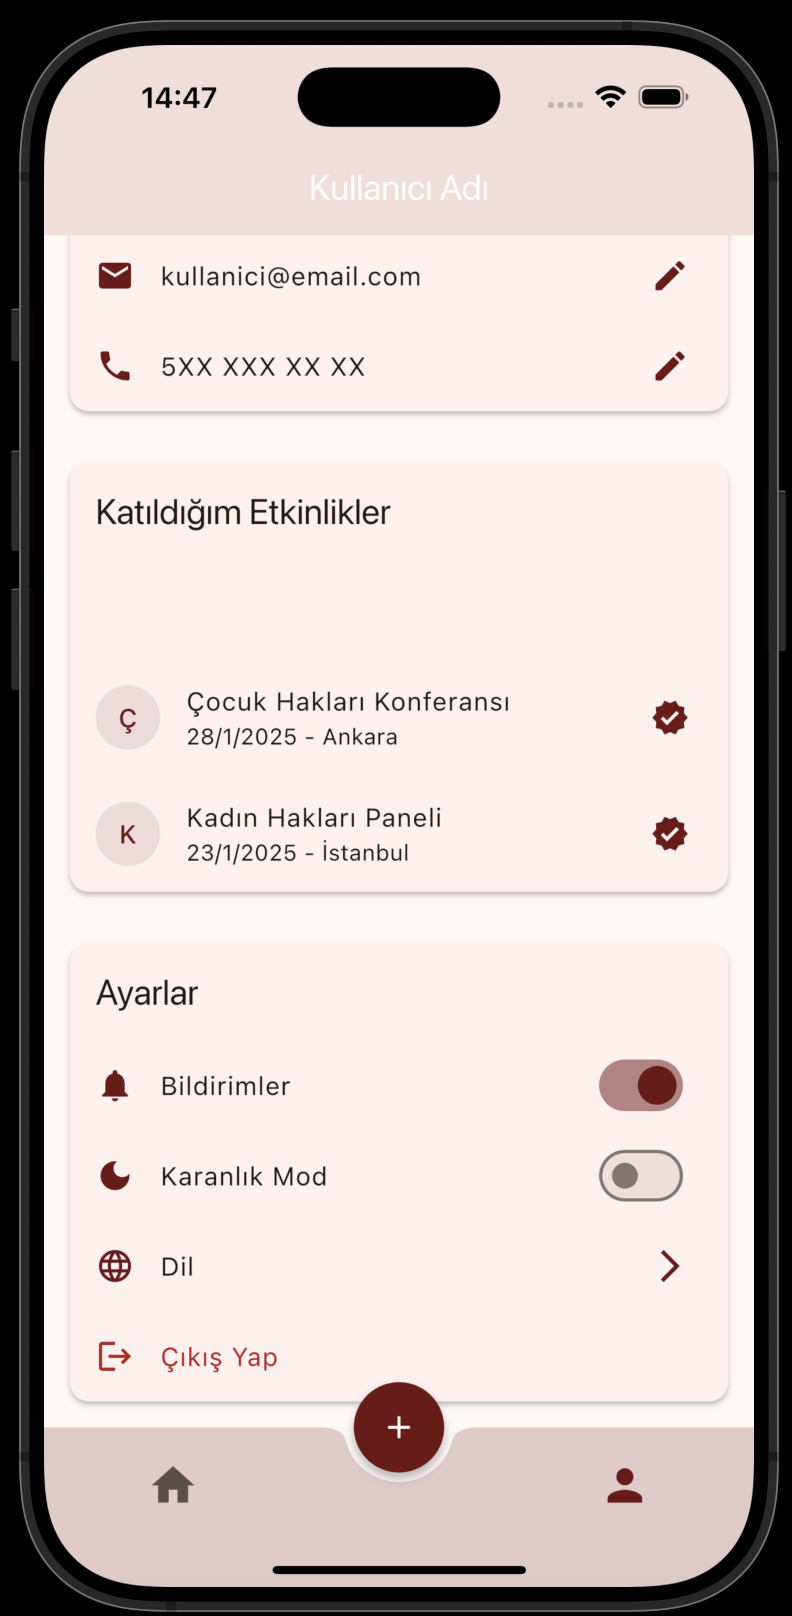 14:47
Kullanıcı Adı
kullanici@email.com
5XX XXX XX XX
Katıldığım Etkinlikler
Ç
Çocuk Hakları Konferansı
28/1/2025 - Ankara
K
Kadın Hakları Paneli
23/1/2025 - İstanbul
Ayarlar
Bildirimler
Karanlık Mod
Dil
Çıkış Yap